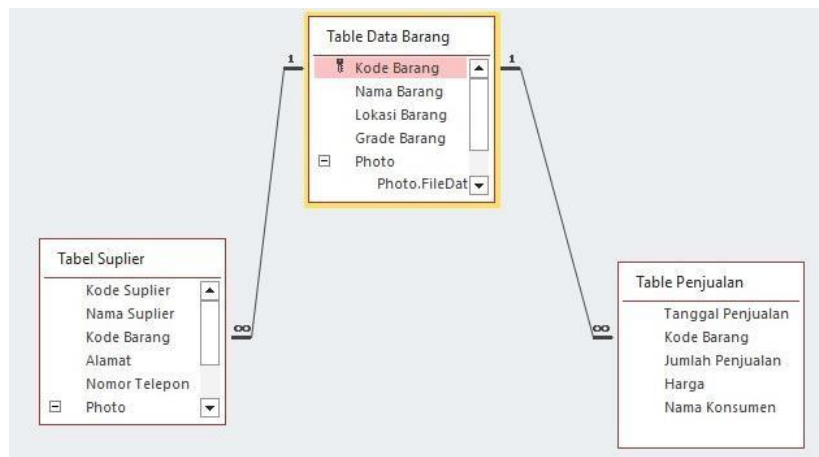 Table Data Barang
1
1
Kode Barang
Nama Barang
Lokasi Barang
Grade Barang
Photo
Photo.FileDat
Tabel Suplier
Kode Suplier
Nama Suplier
Kode Barang
Alamat
Nomor Telepon
Photo
∞
∞
Table Penjualan
Tanggal Penjualan
Kode Barang
Jumlah Penjualan
Harga
Nama Konsumen